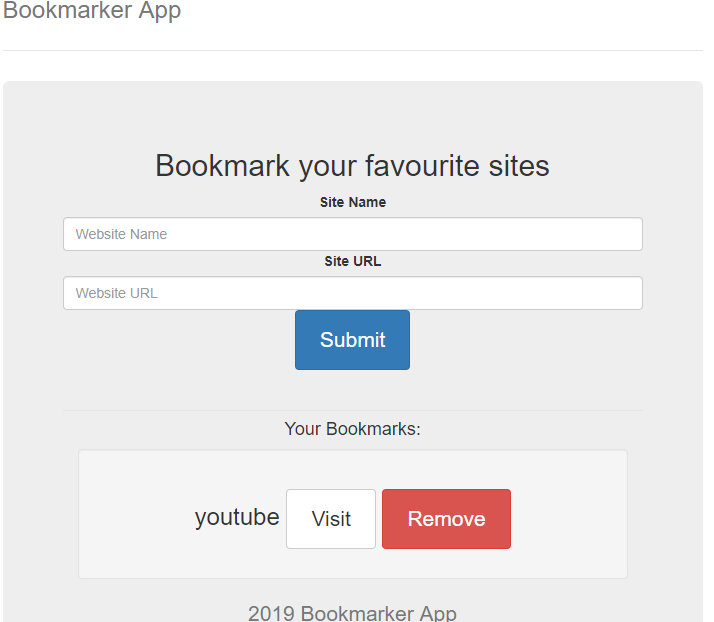 Bookmarker App
Bookmark your favourite sites
Site Name
Website Name
Site URL
Website URL
Submit
Your Bookmarks:
youtube Visit Remove
2019 Bookmarker App